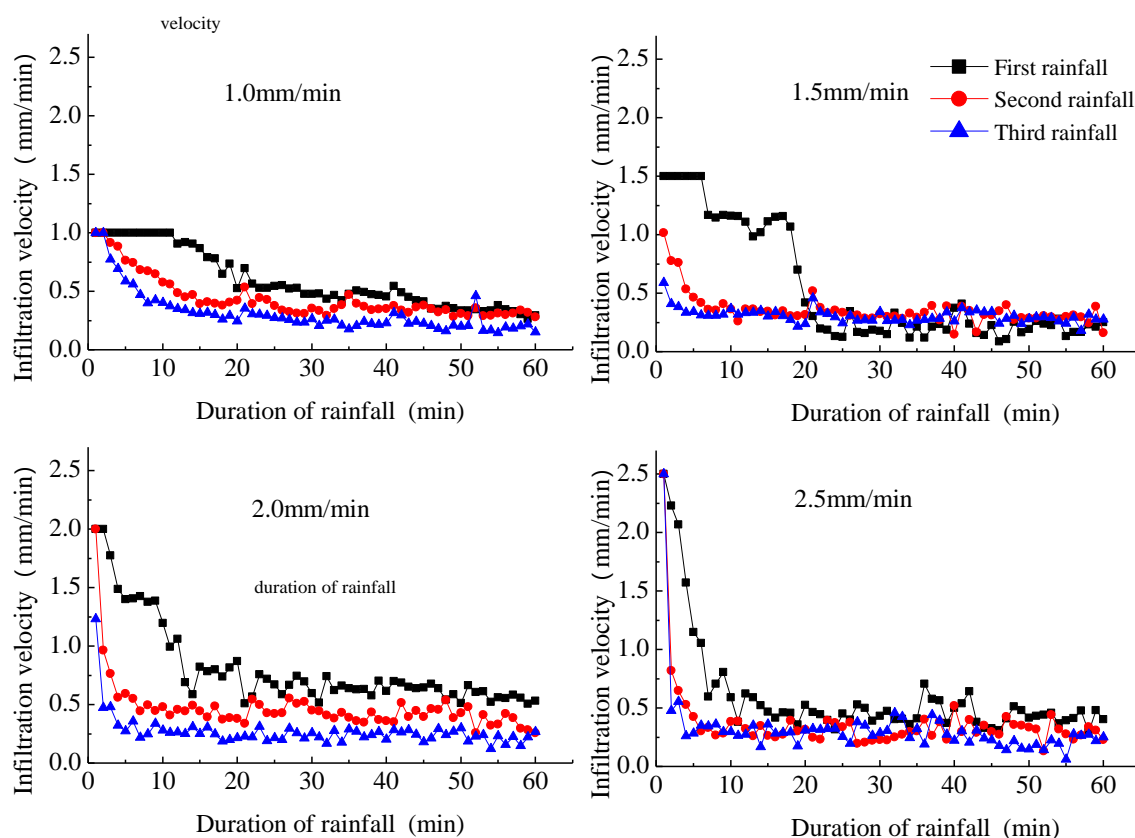 velocity
2.5
2.0
1.5
1.0
0.5
0.0
1.0mm/min
Infiltration velocity (mm/min)
0 10 20 30 40 50 60
Duration of rainfall (min)
2.5
2.0
1.5
1.0
0.5
0.0
1.5mm/min
First rainfall
Second rainfall
Third rainfall
Infiltration velocity (mm/min)
0 10 20 30 40 50 60
Duration of rainfall (min)
2.5
2.0
1.5
1.0
0.5
0.0
2.0mm/min
duration of rainfall
Infiltration velocity (mm/min)
0 10 20 30 40 50 60
Duration of rainfall (min)
2.5
2.0
1.5
1.0
0.5
0.0
2.5mm/min
Infiltration velocity (mm/min)
0 10 20 30 40 50 60
Duration of rainfall (min)